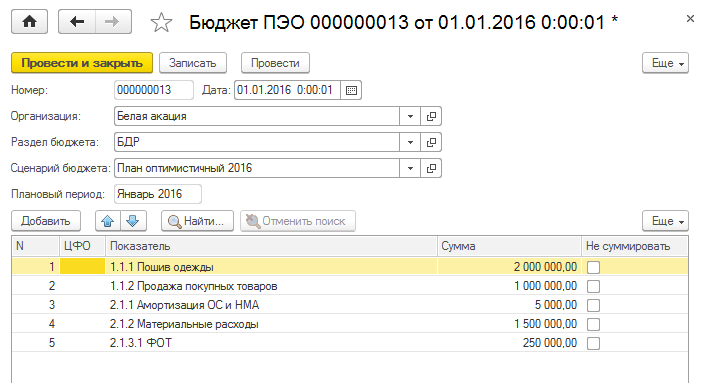 Бюджет ПЭО 000000013 от 01.01.2016 0:00:01 *
Провести и закрыть Записать Провести Еще
Номер: 000000013 Дата: 01.01.2016 0:00:01
Организация: Белая акация
Раздел бюджета: БДР
Сценарий бюджета: План оптимистичный 2016
Плановый период: Январь 2016
Добавить Найти... Отменить поиск Еще
N ЦФО Показатель Сумма Не суммировать
1 1.1.1 Пошив одежды 2 000 000,00
2 1.1.2 Продажа покупных товаров 1 000 000,00
3 2.1.1 Амортизация ОС и НМА 5 000,00
4 2.1.2 Материальные расходы 1 500 000,00
5 2.1.3.1 ФОТ 250 000,00